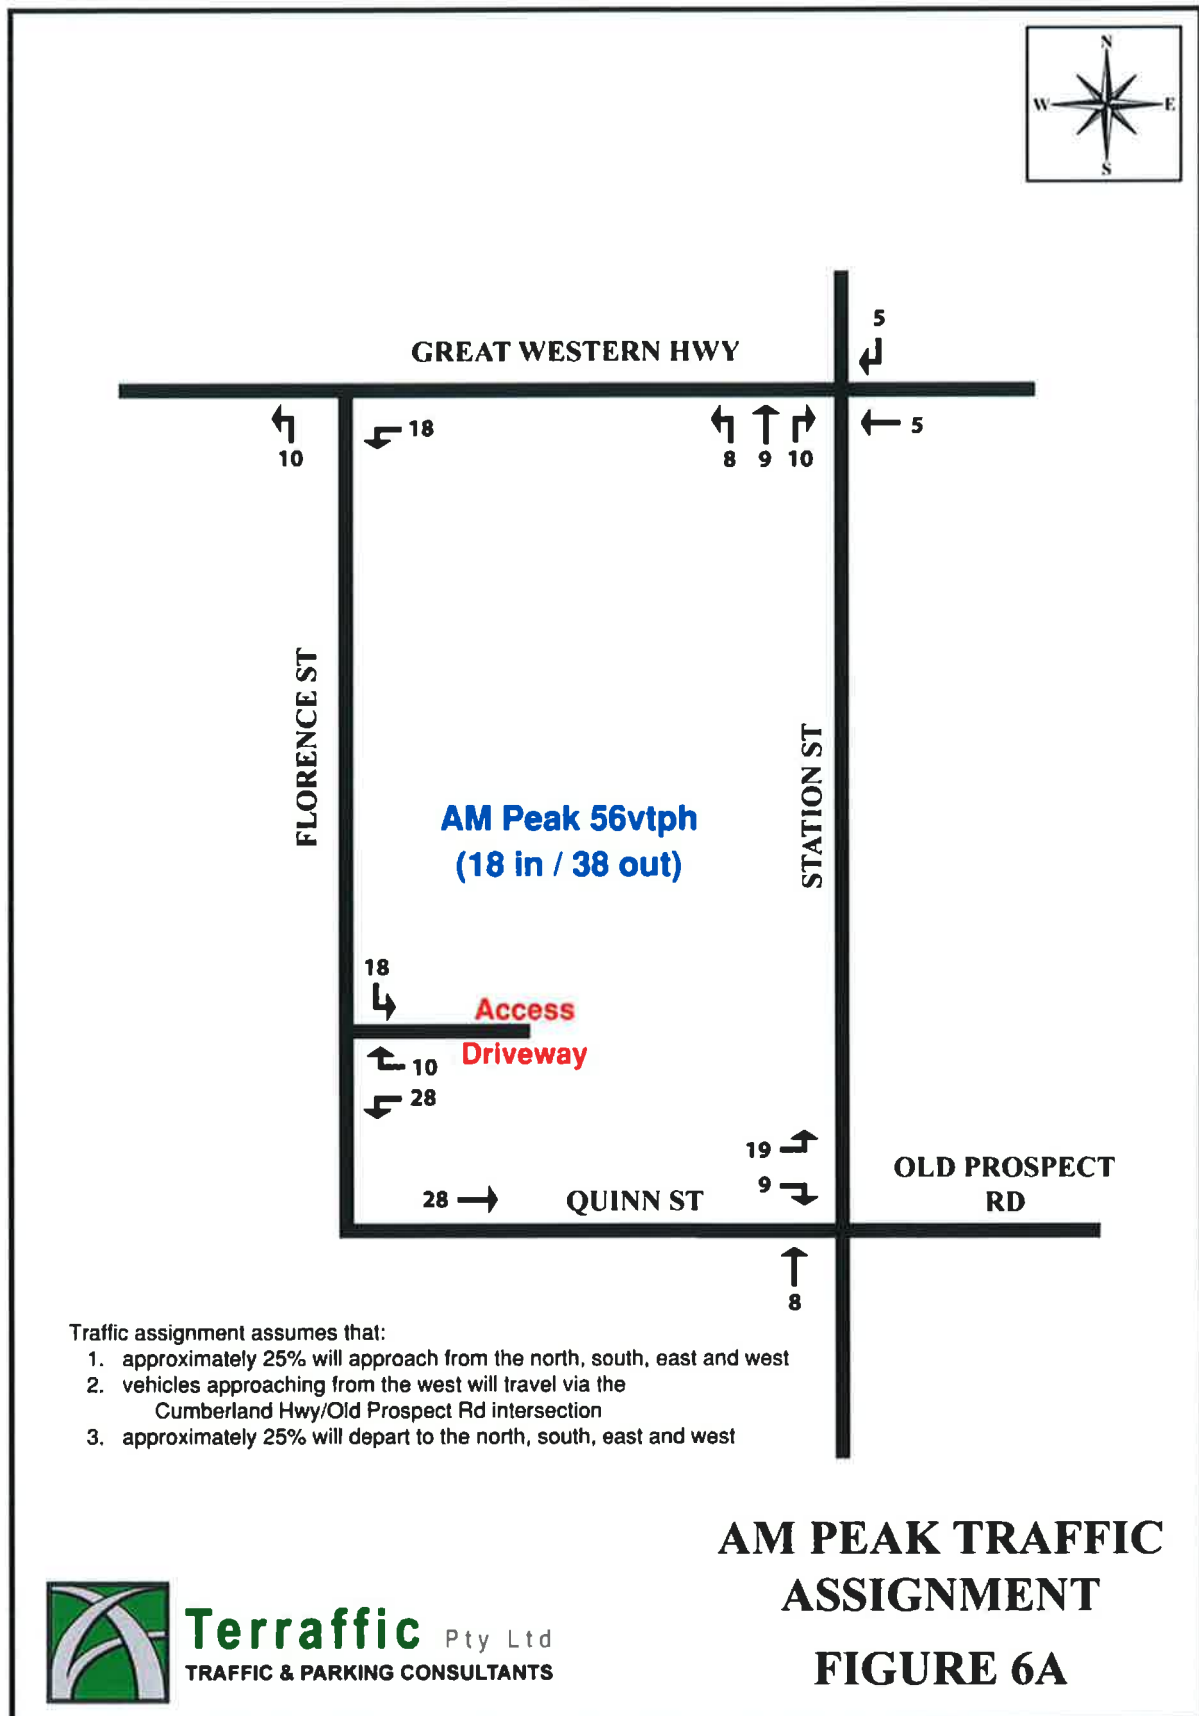 N
W E
S
5
GREAT WESTERN HWY
10
18
8 9 10
5
FLORENCE ST
STATION ST
AM Peak 56vtph
(18 in / 38 out)
18
Access
Driveway
10
28
19
9
28
QUINN ST
OLD PROSPECT
RD
8
Traffic assignment assumes that:
1. approximately 25% will approach from the north, south, east and west
2. vehicles approaching from the west will travel via the
Cumberland Hwy/Old Prospect Rd intersection
3. approximately 25% will depart to the north, south, east and west
AM PEAK TRAFFIC
ASSIGNMENT
FIGURE 6A
Terraffic Pty Ltd
TRAFFIC & PARKING CONSULTANTS